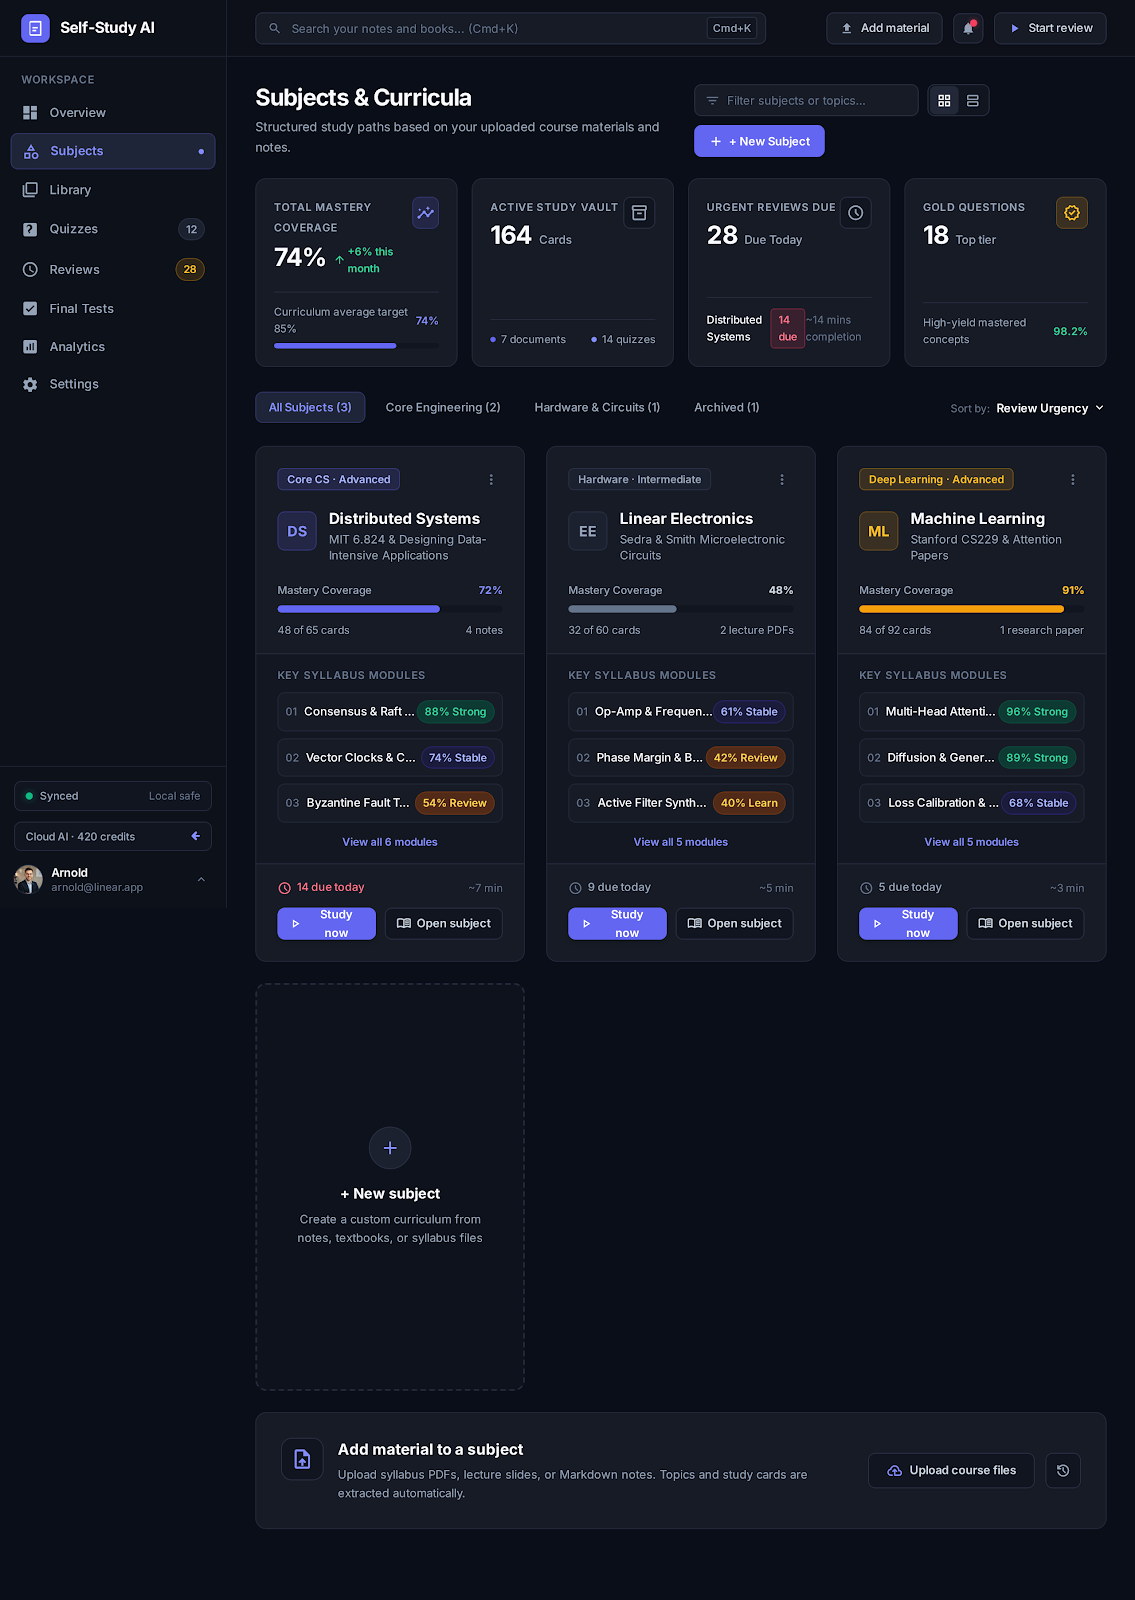 Self-Study AI
Search your notes and books... (Cmd+K)
Cmd+K
Add material
Start review
WORKSPACE
Overview
Subjects
Library
Quizzes
12
Reviews
28
Final Tests
Analytics
Settings
Synced
Local safe
Cloud AI · 420 credits
Arnold
arnold@linear.app
Subjects & Curricula
Structured study paths based on your uploaded course materials and
notes.
Filter subjects or topics...
+ New Subject
TOTAL MASTERY
COVERAGE
74%
+6% this
month
Curriculum average target
85%
74%
ACTIVE STUDY VAULT
164 Cards
7 documents
14 quizzes
URGENT REVIEWS DUE
28 Due Today
Distributed
Systems
14
due
~14 mins
completion
GOLD QUESTIONS
18 Top tier
High-yield mastered
concepts
98.2%
All Subjects (3)
Core Engineering (2)
Hardware & Circuits (1)
Archived (1)
Sort by: Review Urgency
Core CS · Advanced
DS
Distributed Systems
MIT 6.824 & Designing Data-
Intensive Applications
Mastery Coverage
72%
48 of 65 cards
4 notes
KEY SYLLABUS MODULES
01 Consensus & Raft ... 88% Strong
02 Vector Clocks & C... 74% Stable
03 Byzantine Fault T... 54% Review
View all 6 modules
14 due today
~7 min
Study
now
Open subject
Hardware · Intermediate
EE
Linear Electronics
Sedra & Smith Microelectronic
Circuits
Mastery Coverage
48%
32 of 60 cards
2 lecture PDFs
KEY SYLLABUS MODULES
01 Op-Amp & Frequen... 61% Stable
02 Phase Margin & B... 42% Review
03 Active Filter Synth... 40% Learn
View all 5 modules
9 due today
~5 min
Study
now
Open subject
Deep Learning · Advanced
ML
Machine Learning
Stanford CS229 & Attention
Papers
Mastery Coverage
91%
84 of 92 cards
1 research paper
KEY SYLLABUS MODULES
01 Multi-Head Attenti... 96% Strong
02 Diffusion & Gener... 89% Strong
03 Loss Calibration & ... 68% Stable
View all 5 modules
5 due today
~3 min
Study
now
Open subject
+ New subject
Create a custom curriculum from
notes, textbooks, or syllabus files
Add material to a subject
Upload syllabus PDFs, lecture slides, or Markdown notes. Topics and study cards are
extracted automatically.
Upload course files